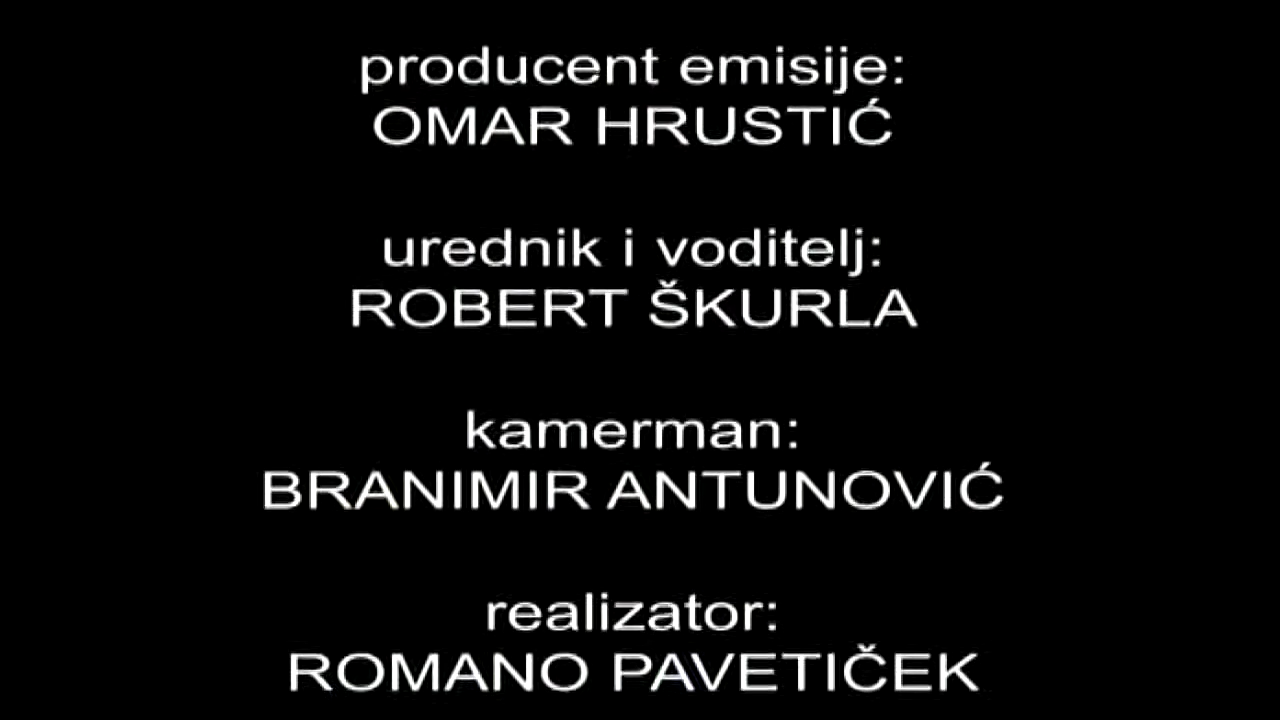 producent emisije:
OMAR HRUSTIĆ
urednik i voditelj:
ROBERT ŠKURLA
kamerman:
BRANIMIR ANTUNOVIĆ
realizator:
ROMANO PAVETIČEK